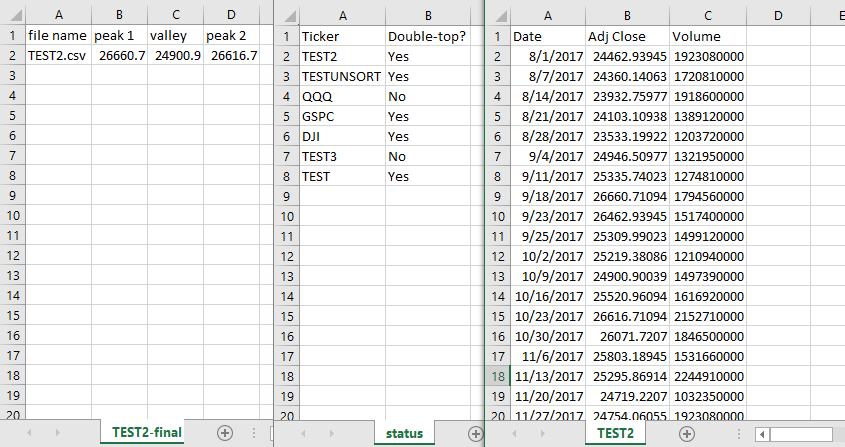 A B C D
1 file name peak 1 valley peak 2
2 TEST2.csv 26660.7 24900.9 26616.7
3
4
5
6
7
8
9
10
11
12
13
14
15
16
17
18
19
20
TEST2-final
A B
1 Ticker Double-top?
2 TEST2 Yes
3 TESTUNSORT Yes
4 QQQ No
5 GSPC Yes
6 DJI Yes
7 TEST3 No
8 TEST Yes
9
10
11
12
13
14
15
16
17
18
19
20
status
A B C D E
1 Date Adj Close Volume
2 8/1/2017 24462.93945 1923080000
3 8/7/2017 24360.14063 1720810000
4 8/14/2017 23932.75977 1918600000
5 8/21/2017 24103.10938 1389120000
6 8/28/2017 23533.19922 1203720000
7 9/4/2017 24946.50977 1321950000
8 9/11/2017 25335.74023 1274810000
9 9/18/2017 26660.71094 1794560000
10 9/23/2017 26462.93945 1517400000
11 9/25/2017 25309.99023 1499120000
12 10/2/2017 25219.38086 1210940000
13 10/9/2017 24900.90039 1497390000
14 10/16/2017 25520.96094 1616920000
15 10/23/2017 26616.71094 2152710000
16 10/30/2017 26071.7207 1846500000
17 11/6/2017 25803.18945 1531660000
18 11/13/2017 25295.86914 2244910000
19 11/20/2017 24719.2207 1032350000
20 11/27/2017 24754.06055 1923080000
TEST2